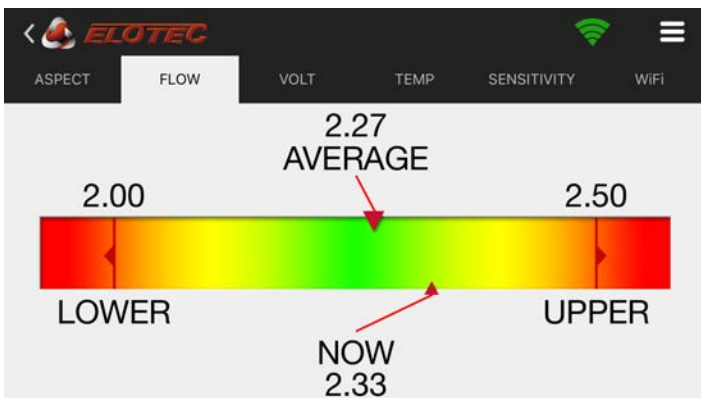 ELOTEC
ASPECT FLOW VOLT TEMP SENSITIVITY WiFi
2.27
AVERAGE
2.00 2.50
LOWER UPPER
NOW
2.33